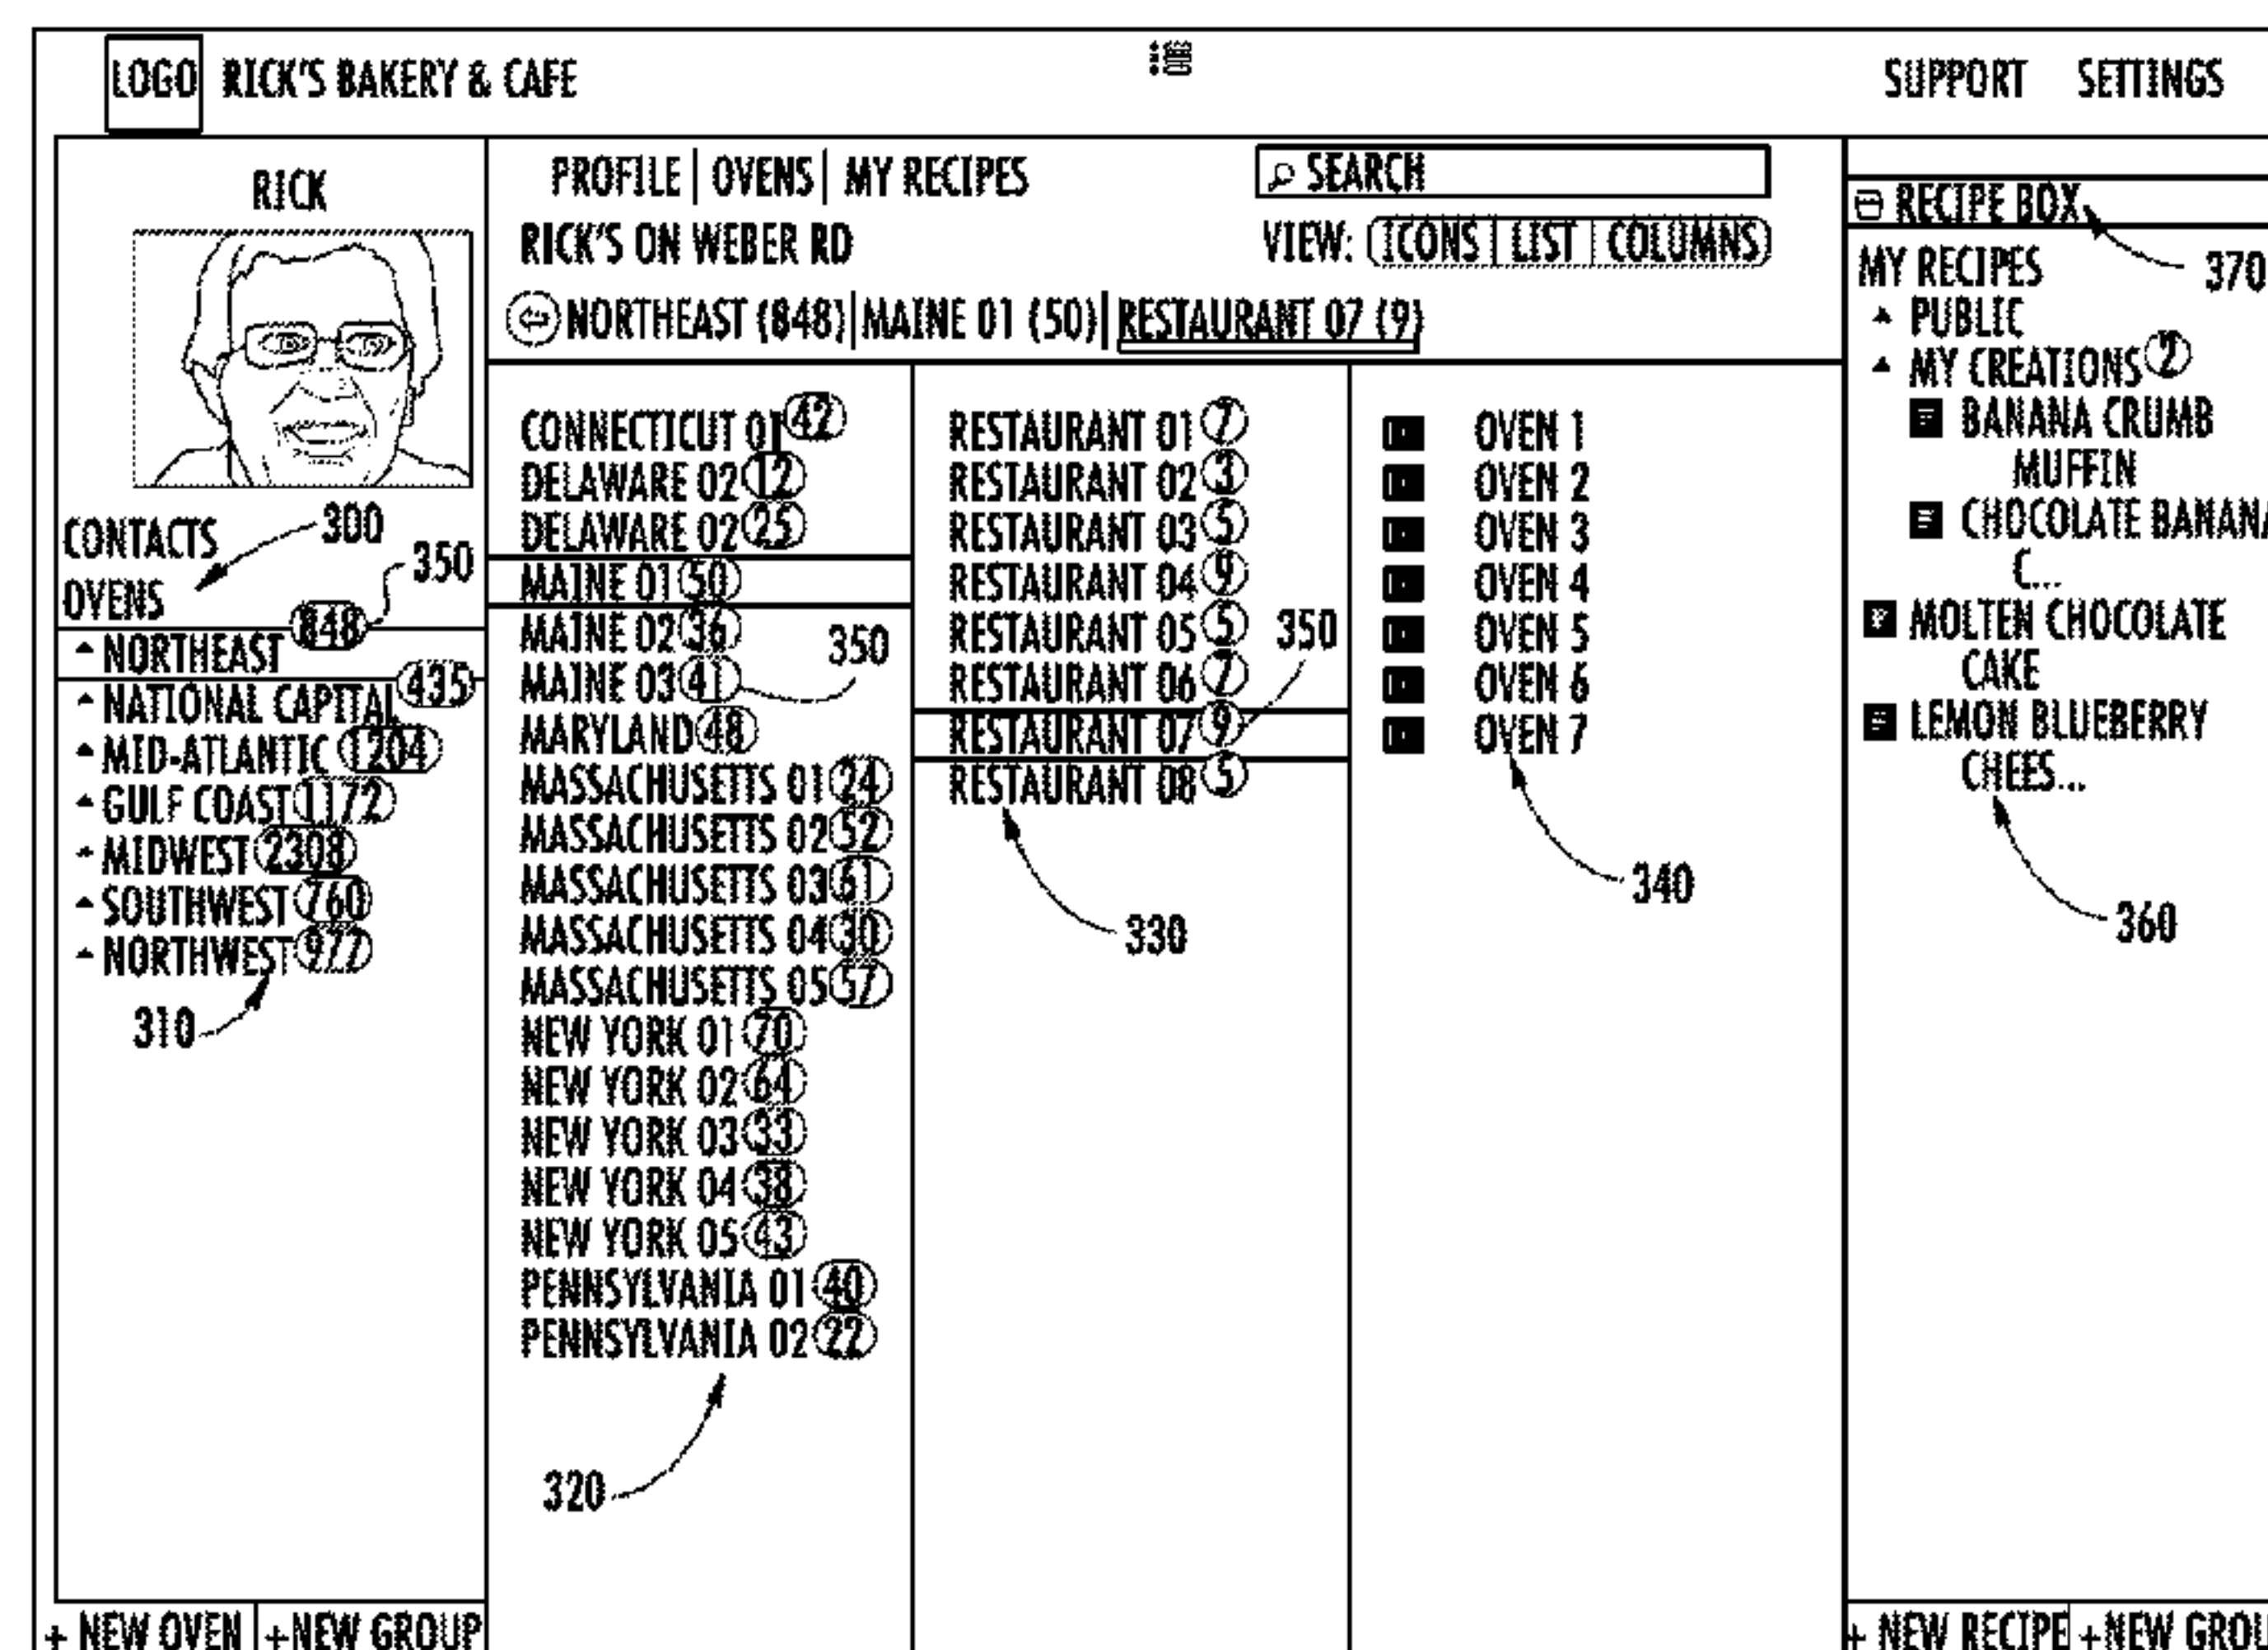 LOGO RICK'S BAKERY & CAFE
SUPPORT SETTINGS
RICK
CONTACTS
300
OVENS
350
NORTHEAST 848
NATIONAL CAPITAL 435
MID-ATLANTIC 1204
GULF COAST 1172
MIDWEST 2308
SOUTHWEST 760
NORTHWEST 977
310
+ NEW OVEN +NEW GROUP
PROFILE | OVENS | MY RECIPES
SEARCH
RICK'S ON WEBER RD
VIEW: ICONS | LIST | COLUMNS
NORTHEAST (848)|MAINE 01 (50)|RESTAURANT 07 (9)
CONNECTICUT 01 42
DELAWARE 02 12
DELAWARE 02 25
MAINE 01 50
MAINE 02 36
350
MAINE 03 41
MARYLAND 48
MASSACHUSETTS 01 24
MASSACHUSETTS 02 52
MASSACHUSETTS 03 61
MASSACHUSETTS 04 30
MASSACHUSETTS 05 57
NEW YORK 01 70
NEW YORK 02 64
NEW YORK 03 33
NEW YORK 04 38
NEW YORK 05 43
PENNSYLVANIA 01 40
PENNSYLVANIA 02 22
320
RESTAURANT 01 7
RESTAURANT 02 3
RESTAURANT 03 5
RESTAURANT 04 9
RESTAURANT 05 5
350
RESTAURANT 06 7
RESTAURANT 07 9
RESTAURANT 08 5
330
OVEN 1
OVEN 2
OVEN 3
OVEN 4
OVEN 5
OVEN 6
OVEN 7
340
RECIPE BOX
370
MY RECIPES
PUBLIC
MY CREATIONS 2
BANANA CRUMB
MUFFIN
CHOCOLATE BANANA
C...
MOLTEN CHOCOLATE
CAKE
LEMON BLUEBERRY
CHEES...
360
+ NEW RECIPE +NEW GROU